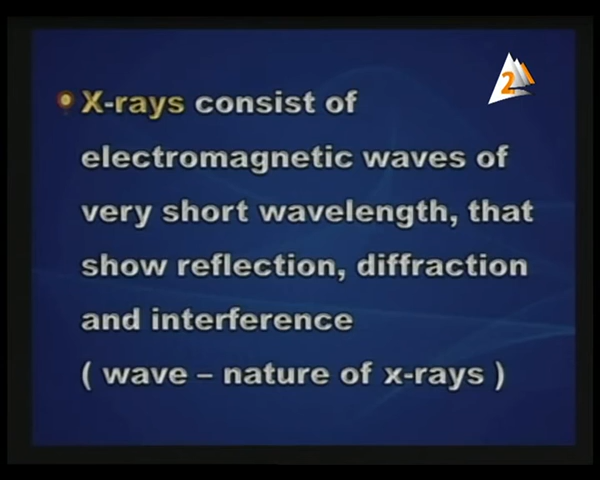 2
X-rays consist of
electromagnetic waves of
very short wavelength, that
show reflection, diffraction
and interference
( wave – nature of x-rays )